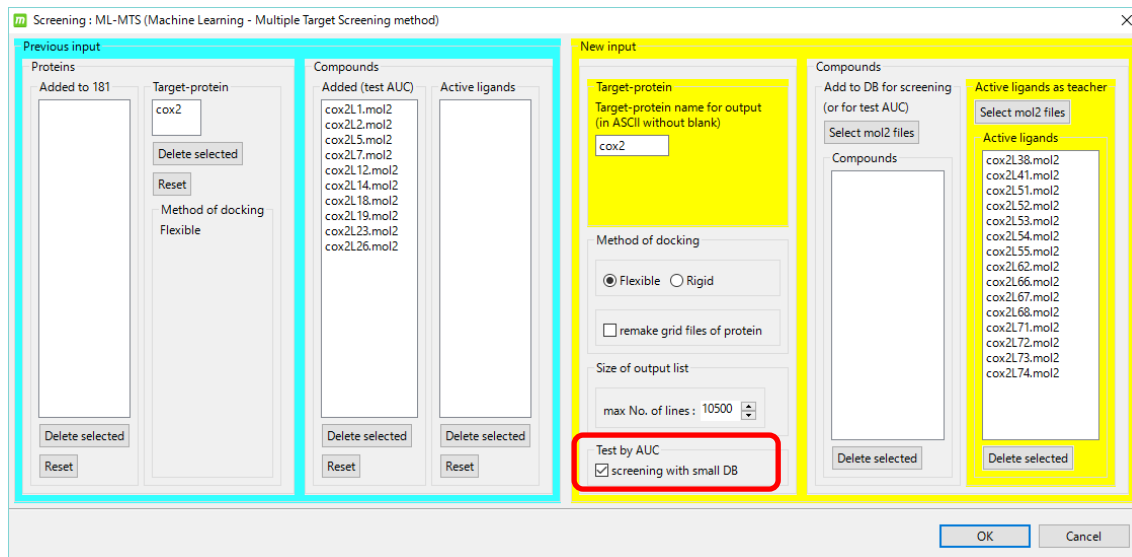 m Screening : ML-MTS (Machine Learning - Multiple Target Screening method)
Previous input
Proteins
Added to 181
Delete selected
Reset
Target-protein
cox2
Delete selected
Reset
Method of docking
Flexible
Compounds
Added (test AUC)
cox2L1.mol2
cox2L2.mol2
cox2L5.mol2
cox2L7.mol2
cox2L12.mol2
cox2L14.mol2
cox2L18.mol2
cox2L19.mol2
cox2L23.mol2
cox2L26.mol2
Delete selected
Reset
Active ligands
Delete selected
Reset
New input
Target-protein
Target-protein name for output
(in ASCII without blank)
cox2
Method of docking
Flexible Rigid
remake grid files of protein
Size of output list
max No. of lines : 10500
Test by AUC
screening with small DB
Compounds
Add to DB for screening
(or for test AUC)
Select mol2 files
Compounds
Delete selected
Active ligands as teacher
Select mol2 files
Active ligands
cox2L38.mol2
cox2L41.mol2
cox2L51.mol2
cox2L52.mol2
cox2L53.mol2
cox2L54.mol2
cox2L55.mol2
cox2L62.mol2
cox2L66.mol2
cox2L67.mol2
cox2L68.mol2
cox2L71.mol2
cox2L72.mol2
cox2L73.mol2
cox2L74.mol2
Delete selected
OK Cancel